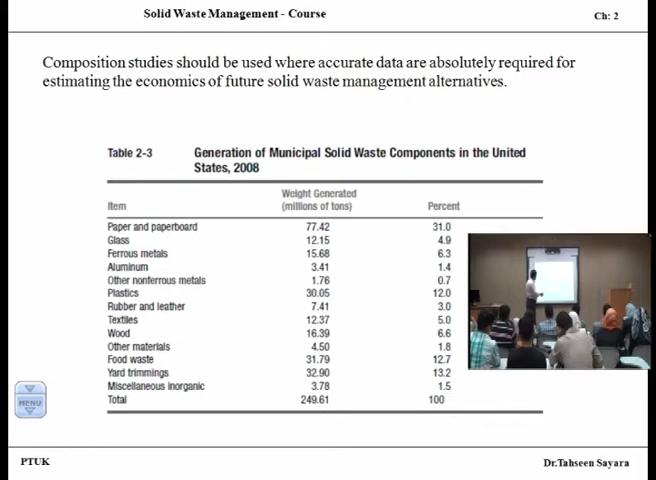 Solid Waste Management - Course
Ch: 2
Composition studies should be used where accurate data are absolutely required for
estimating the economics of future solid waste management alternatives.
Table 2-3 Generation of Municipal Solid Waste Components in the United
States, 2008
Weight Generated
Item (millions of tons) Percent
Paper and paperboard 77.42 31.0
Glass 12.15 4.9
Ferrous metals 15.68 6.3
Aluminum 3.41 1.4
Other nonferrous metals 1.76 0.7
Plastics 30.05 12.0
Rubber and leather 7.41 3.0
Textiles 12.37 5.0
Wood 16.39 6.6
Other materials 4.50 1.8
Food waste 31.79 12.7
Yard trimmings 32.90 13.2
Miscellaneous inorganic 3.78 1.5
Total 249.61 100
MENU
PTUK
Dr.Tahseen Sayara